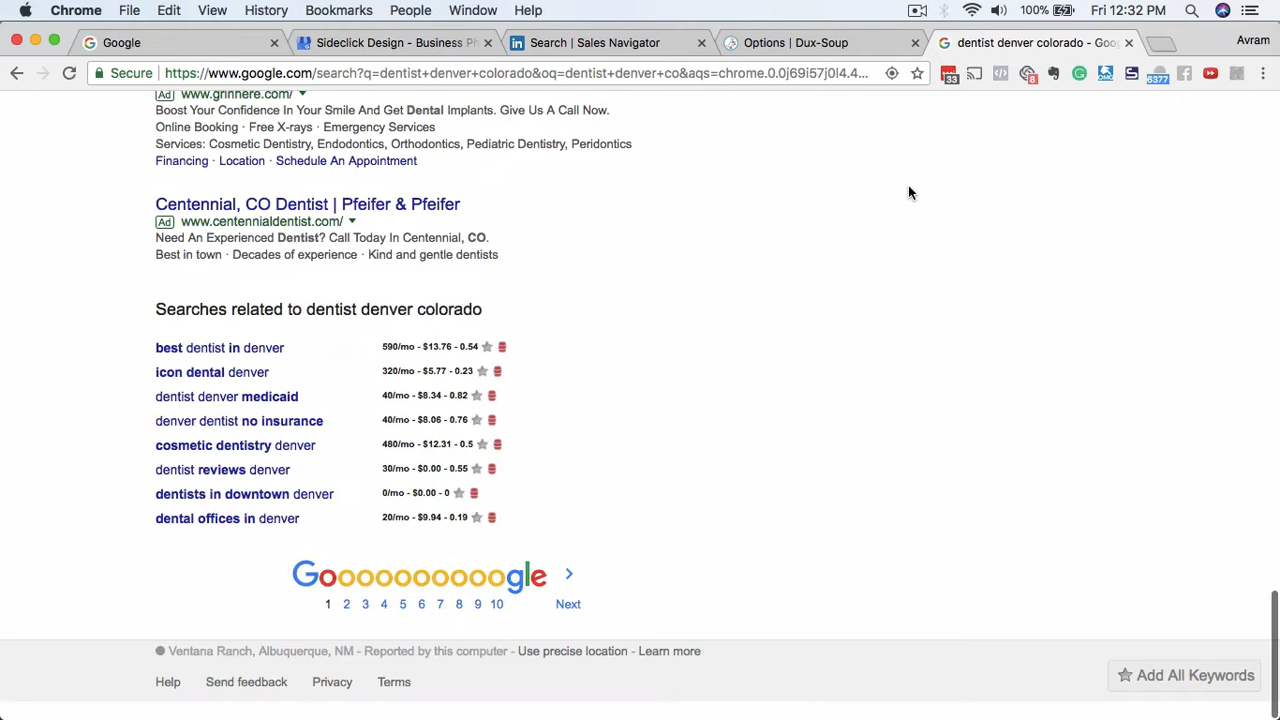 Chrome File Edit View History Bookmarks People Window Help 100% Fri 12:32 PM
Google
Sideclick Design - Business Ph
Search | Sales Navigator
Options | Dux-Soup
dentist denver colorado - Goo
Avram
Secure https://www.google.com/search?q=dentist+denver+colorado&oq=dentist+denver+co&aqs=chrome.0.0j69i57j0l4.4... 83 8 6377
Ad www.grinhere.com/
Boost Your Confidence In Your Smile And Get Dental Implants. Give Us A Call Now.
Online Booking · Free X-rays · Emergency Services
Services: Cosmetic Dentistry, Endodontics, Orthodontics, Pediatric Dentistry, Peridontics
Financing · Location · Schedule An Appointment
Centennial, CO Dentist | Pfeifer & Pfeifer
Ad www.centennialdentist.com/
Need An Experienced Dentist? Call Today In Centennial, CO.
Best in town · Decades of experience · Kind and gentle dentists
Searches related to dentist denver colorado
best dentist in denver 590/mo - $13.76 - 0.54
icon dental denver 320/mo - $5.77 - 0.23
dentist denver medicaid 40/mo - $8.34 - 0.82
denver dentist no insurance 40/mo - $8.06 - 0.76
cosmetic dentistry denver 480/mo - $12.31 - 0.5
dentist reviews denver 30/mo - $0.00 - 0.55
dentists in downtown denver 0/mo - $0.00 - 0
dental offices in denver 20/mo - $9.94 - 0.19
Goooooooooogle
1 2 3 4 5 6 7 8 9 10 Next
Ventana Ranch, Albuquerque, NM - Reported by this computer - Use precise location - Learn more
Help Send feedback Privacy Terms
Add All Keywords